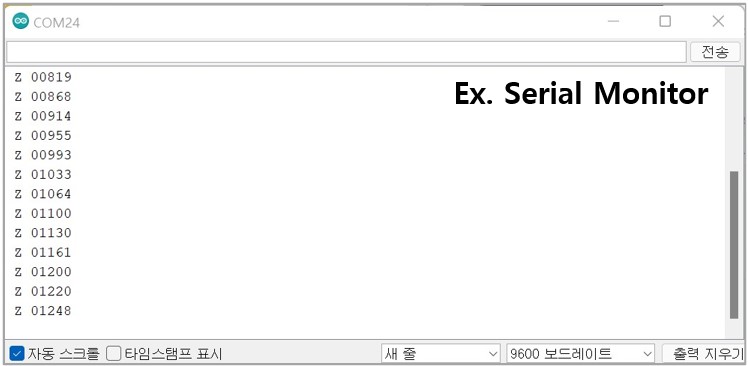 COM24
전송
Ex. Serial Monitor
Z 00819
Z 00868
Z 00914
Z 00955
Z 00993
Z 01033
Z 01064
Z 01100
Z 01130
Z 01161
Z 01200
Z 01220
Z 01248
자동 스크롤 타임스탬프 표시 새 줄 9600 보드레이트 출력 지우기